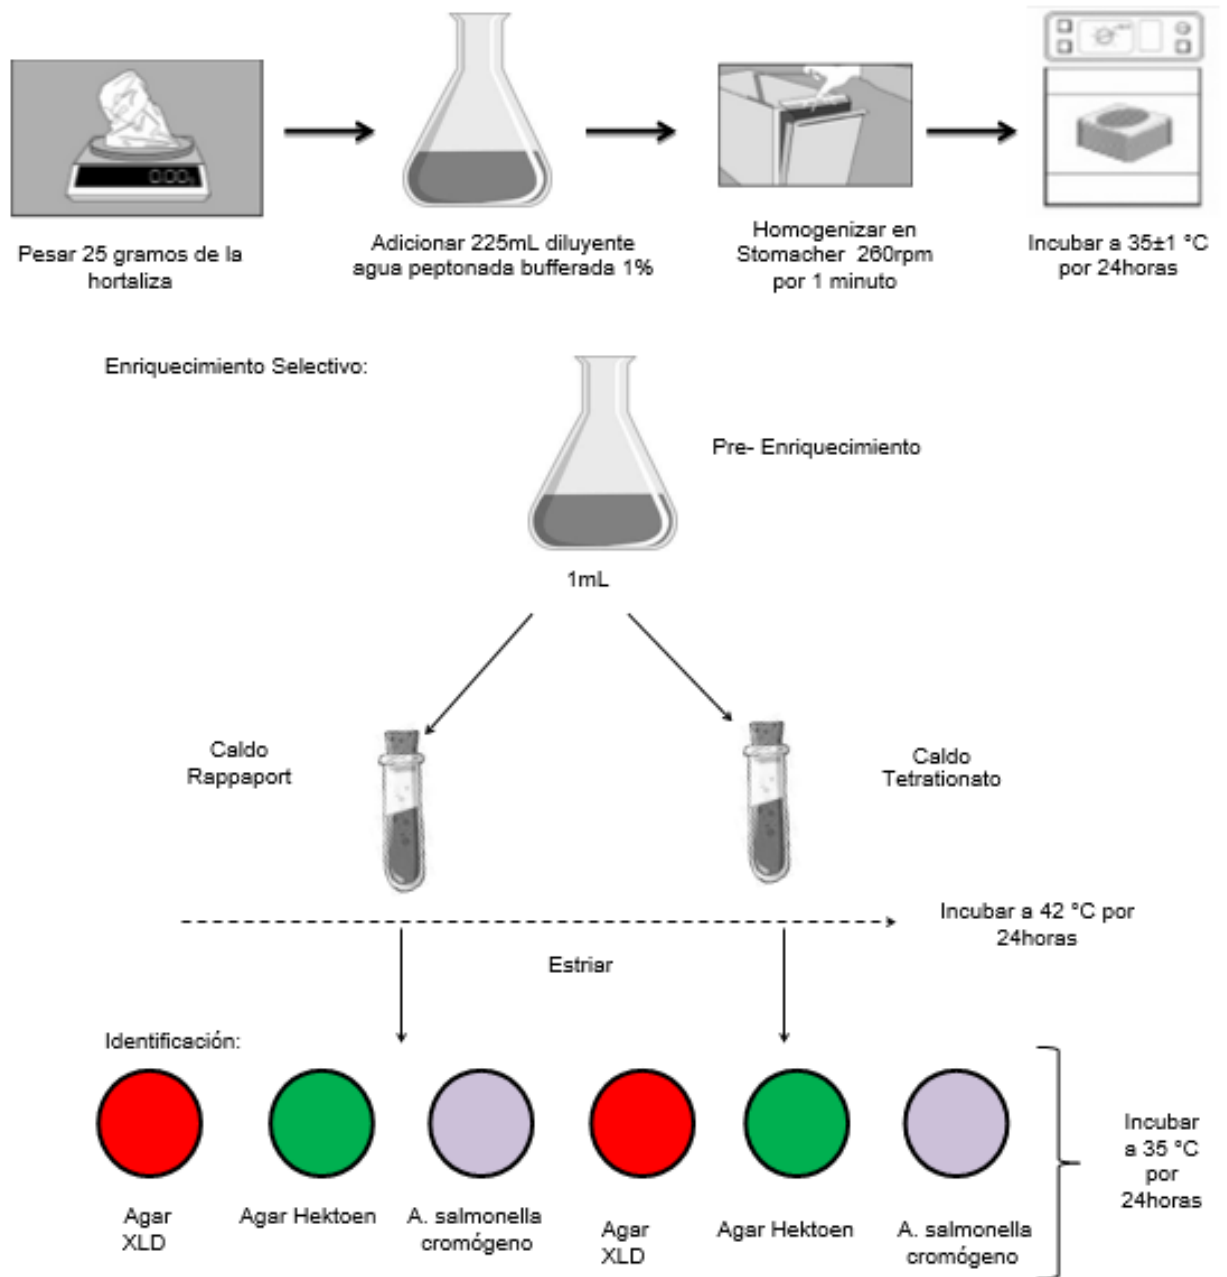 0.00g
Pesar 25 gramos de la
hortaliza
Adicionar 225mL diluyente
agua peptonada bufferada 1%
Homogenizar en
Stomacher 260rpm
por 1 minuto
Incubar a 35±1 °C
por 24horas
Enriquecimiento Selectivo:
Pre- Enriquecimiento
1mL
Caldo
Rappaport
Caldo
Tetrationato
Incubar a 42 °C por
24horas
Estriar
Identificación:
Agar
XLD
Agar Hektoen
A. salmonella
cromógeno
Agar
XLD
Agar Hektoen
A. salmonella
cromógeno
Incubar
a 35 °C
por
24horas